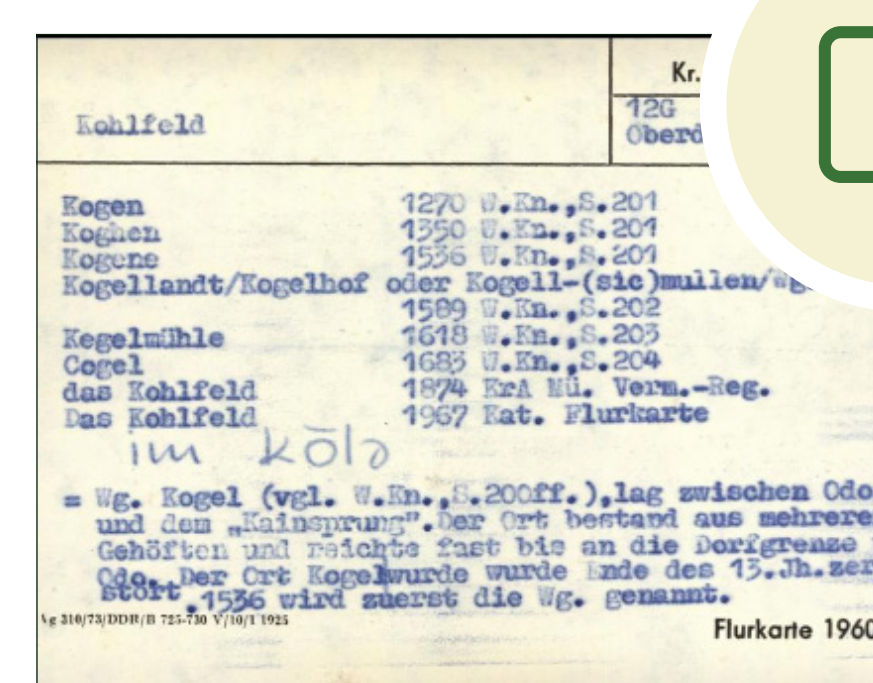 Kr.
Kohlfeld
12G
Oberd
Kogen 1270 W.Kn.,S.201
Koghen 1350 W.Kn.,S.201
Kogene 1536 W.Kn.,S.201
Kogellandt/Kogelhof oder Kogell-(sic)mullen/Wg.
1589 W.Kn.,S.202
Kegelmühle 1618 W.Kn.,S.203
Cogel 1683 W.Kn.,S.204
das Kohlfeld 1874 KrA Mü. Verm.-Reg.
Das Kohlfeld 1967 Kat. Flurkarte
im
= Wg. Kogel (vgl. W.Kn.,S.200ff.),lag zwischen Odo
und dem „Kainsprung".Der Ort bestand aus mehrere
Gehöften und reichte fast bis an die Dorfgrenze
Odo. Der Ort Kogelwurde wurde Ende des 13.Jh.zer
stört.1536 wird zuerst die Wg. genannt.
Ag 310/73/DDR/B 725-730 V/10/1 1925
Flurkarte 1960